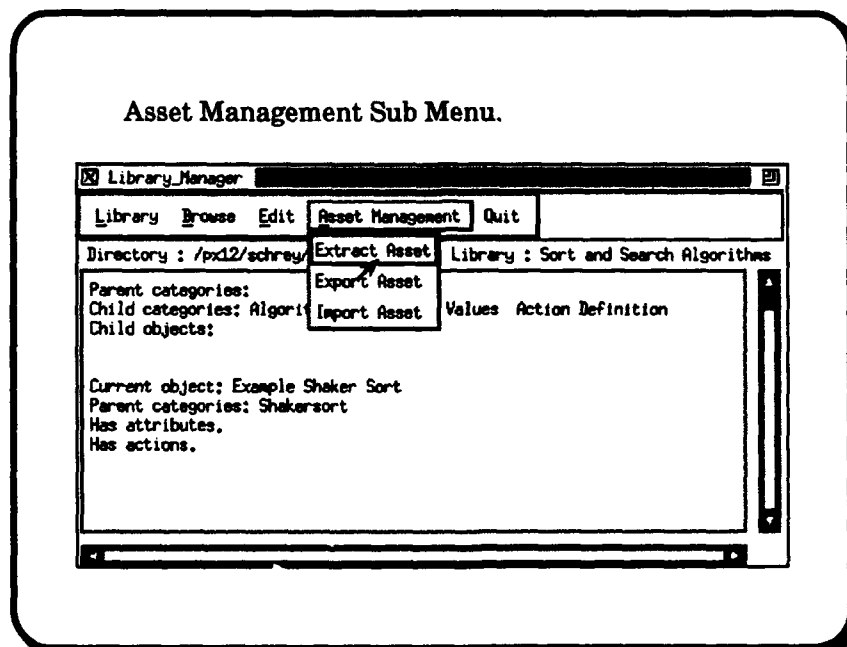 Asset Management Sub Menu.
Library_Manager
Library Browse Edit Asset Management Quit
Directory : /px12/schrey/ Extract Asset Library : Sort and Search Algorithms
Parent categories: Export Asset
Child categories: Algorit Import Asset Values Action Definition
Child objects:
Current object: Example Shaker Sort
Parent categories: Shakersort
Has attributes.
Has actions.